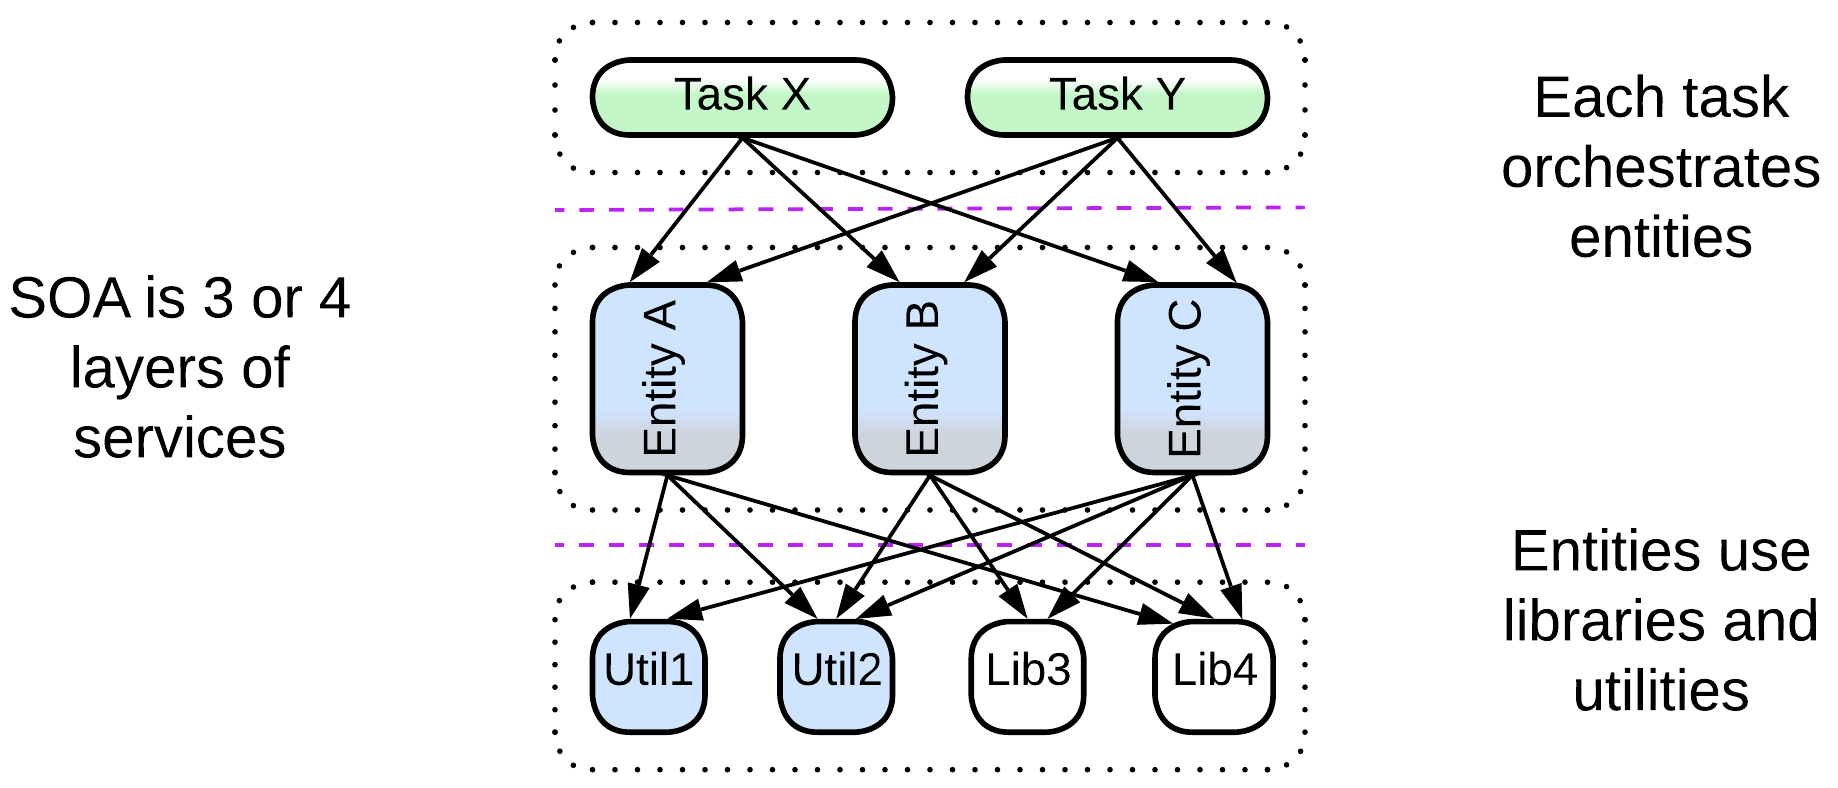 Task X
Task Y
Each task
orchestrates
entities
SOA is 3 or 4
layers of
services
Entity A
Entity B
Entity C
Entities use
libraries and
utilities
Util1
Util2
Lib3
Lib4